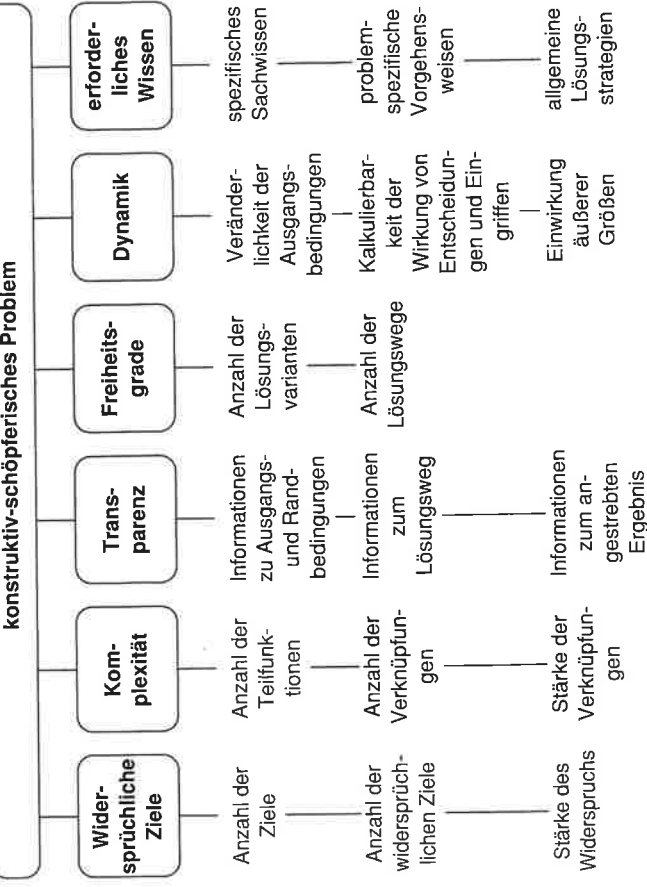 konstruktiv-schöpferisches Problem
Wider-
sprüchliche
Ziele
Anzahl der
Ziele
Anzahl der
widersprüch-
lichen Ziele
Stärke des
Widerspruchs
Kom-
plexität
Anzahl der
Teilfunk-
tionen
Anzahl der
Verknüpfun-
gen
Stärke der
Verknüpfun-
gen
Trans-
parenz
Informationen
zu Ausgangs-
und Rand-
bedingungen
Informationen
zum
Lösungsweg
Informationen
zum an-
gestrebten
Ergebnis
Freiheits-
grade
Anzahl der
Lösungs-
varianten
Anzahl der
Lösungswege
Dynamik
Veränder-
lichkeit der
Ausgangs-
bedingungen
Kalkulierbar-
keit der
Wirkung von
Entscheidun-
gen und Ein-
griffen
Einwirkung
äußerer
Größen
erforder-
liches
Wissen
spezifisches
Sachwissen
problem-
spezifische
Vorgehens-
weisen
allgemeine
Lösungs-
strategien